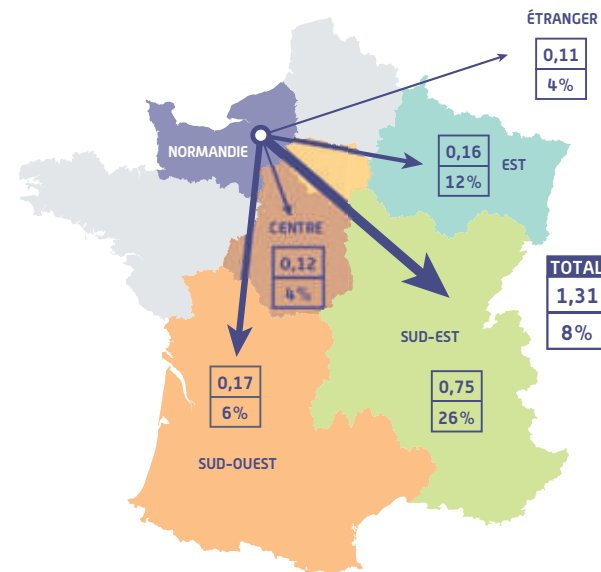 ÉTRANGER
0,11
4%
NORMANDIE
0,16
12%
EST
CENTRE
0,12
4%
TOTAL
1,31
8%
SUD-EST
0,17
6%
0,75
26%
SUD-OUEST